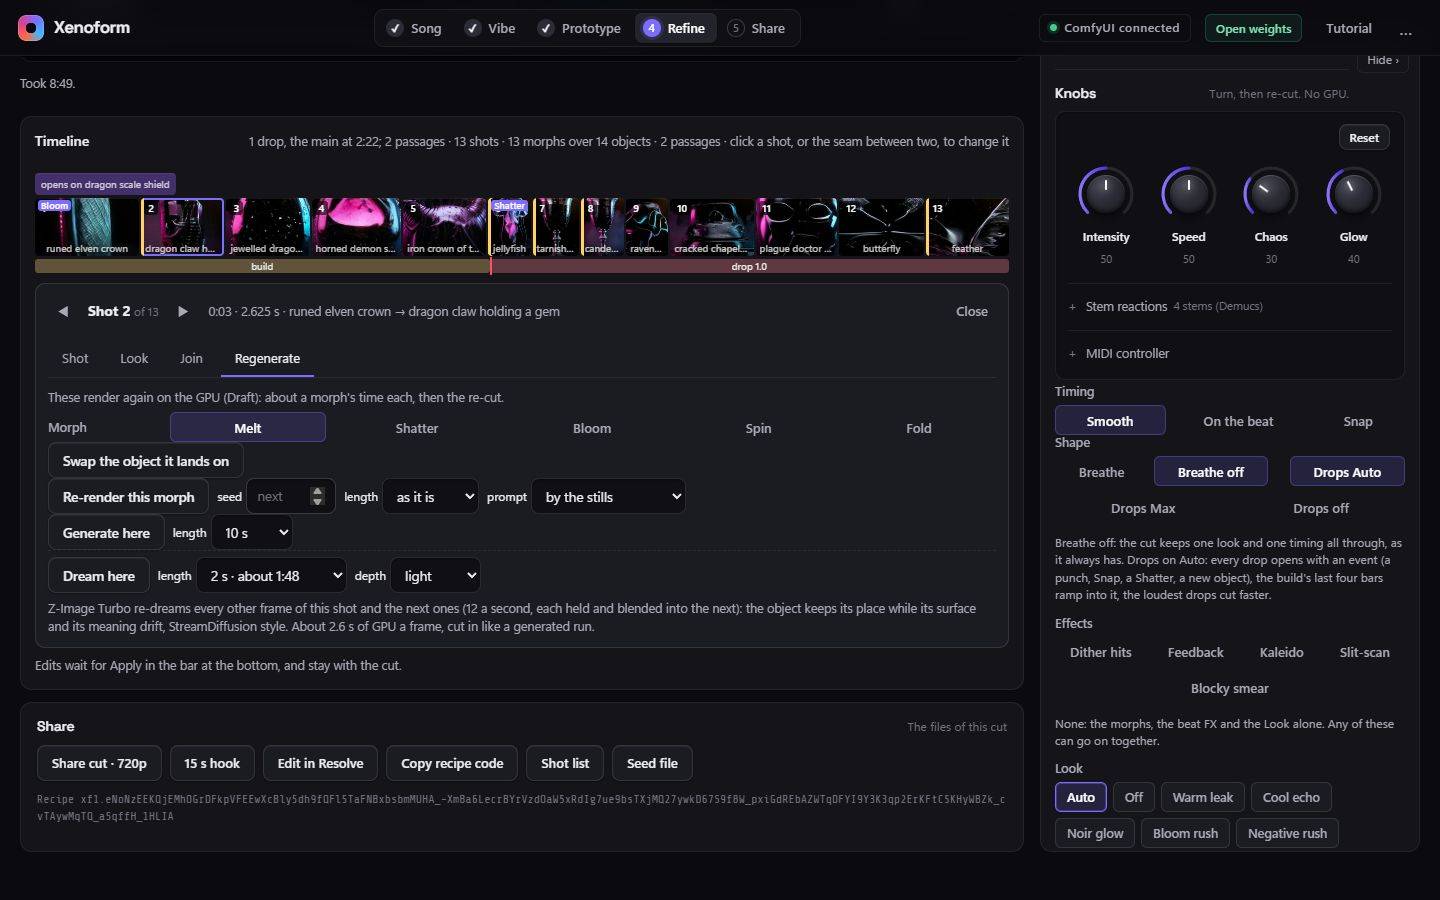 Xenoform
Song
Vibe
Prototype
4 Refine
5 Share
ComfyUI connected
Open weights
Tutorial
...
Took 8:49.
Timeline
1 drop, the main at 2:22; 2 passages · 13 shots · 13 morphs over 14 objects · 2 passages · click a shot, or the seam between two, to change it
opens on dragon scale shield
Bloom
runed elven crown
2
dragon claw h...
3
jewelled drago...
4
horned demon s...
5
iron crown of t...
Shatter
jellyfish
7
tarnish...
8
cande...
9
raven...
10
cracked chapel...
11
plague doctor ...
12
butterfly
13
feather
build
drop 1.0
Shot 2 of 13
0:03 · 2.625 s · runed elven crown → dragon claw holding a gem
Close
Shot
Look
Join
Regenerate
These render again on the GPU (Draft): about a morph's time each, then the re-cut.
Morph
Melt
Shatter
Bloom
Spin
Fold
Swap the object it lands on
Re-render this morph
seed
next
length
as it is
prompt
by the stills
Generate here
length
10 s
Dream here
length
2 s · about 1:48
depth
light
Z-Image Turbo re-dreams every other frame of this shot and the next ones (12 a second, each held and blended into the next): the object keeps its place while its surface
and its meaning drift, StreamDiffusion style. About 2.6 s of GPU a frame, cut in like a generated run.
Edits wait for Apply in the bar at the bottom, and stay with the cut.
Share
The files of this cut
Share cut · 720p
15 s hook
Edit in Resolve
Copy recipe code
Shot list
Seed file
Recipe
Hide ›
Knobs
Turn, then re-cut. No GPU.
Reset
Intensity
50
Speed
50
Chaos
30
Glow
40
+ Stem reactions 4 stems (Demucs)
+ MIDI controller
Timing
Smooth
On the beat
Snap
Shape
Breathe
Breathe off
Drops Auto
Drops Max
Drops off
Breathe off: the cut keeps one look and one timing all through, as
it always has. Drops on Auto: every drop opens with an event (a
punch, Snap, a Shatter, a new object), the build's last four bars
ramp into it, the loudest drops cut faster.
Effects
Dither hits
Feedback
Kaleido
Slit-scan
Blocky smear
None: the morphs, the beat FX and the Look alone. Any of these
can go on together.
Look
Auto
Off
Warm leak
Cool echo
Noir glow
Bloom rush
Negative rush